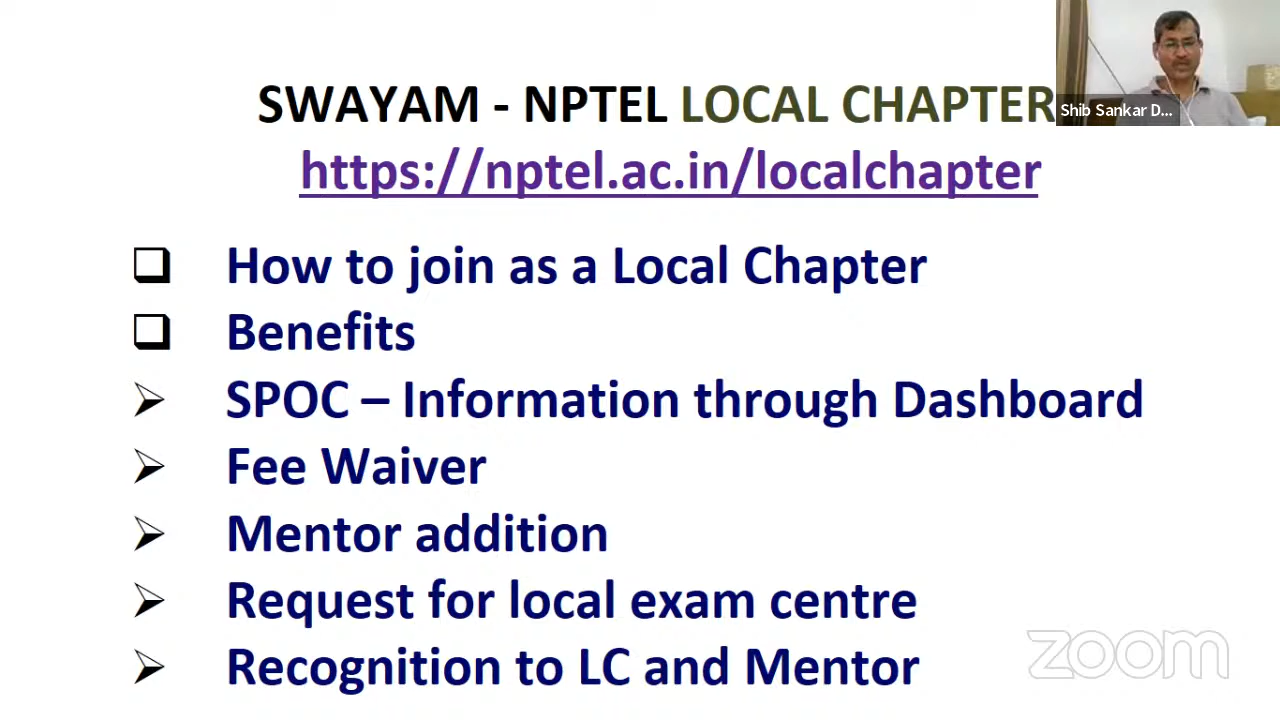 SWAYAM - NPTEL LOCAL CHAPTER
Shib Sankar D...
https://nptel.ac.in/localchapter
How to join as a Local Chapter
Benefits
SPOC – Information through Dashboard
Fee Waiver
Mentor addition
Request for local exam centre
Recognition to LC and Mentor
zoom